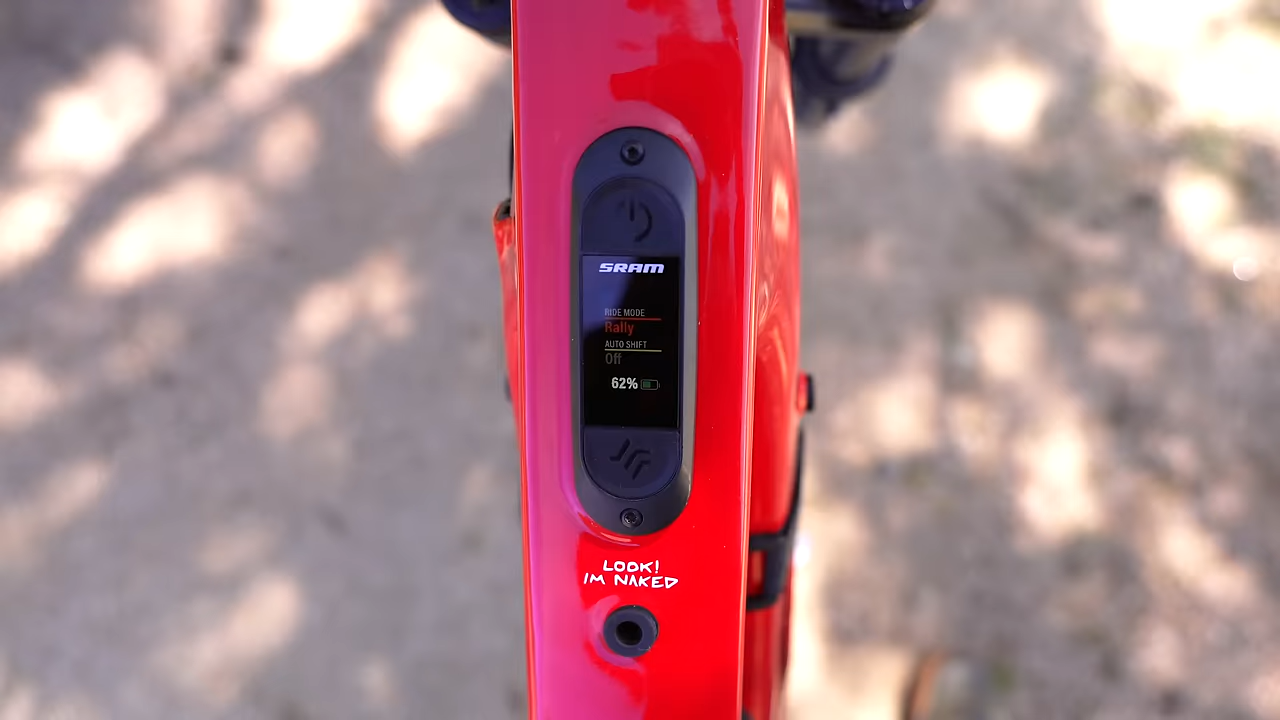 SRAM
RIDE MODE
Rally
AUTO SHIFT
Off
62%
LOOK!
IM NAKED